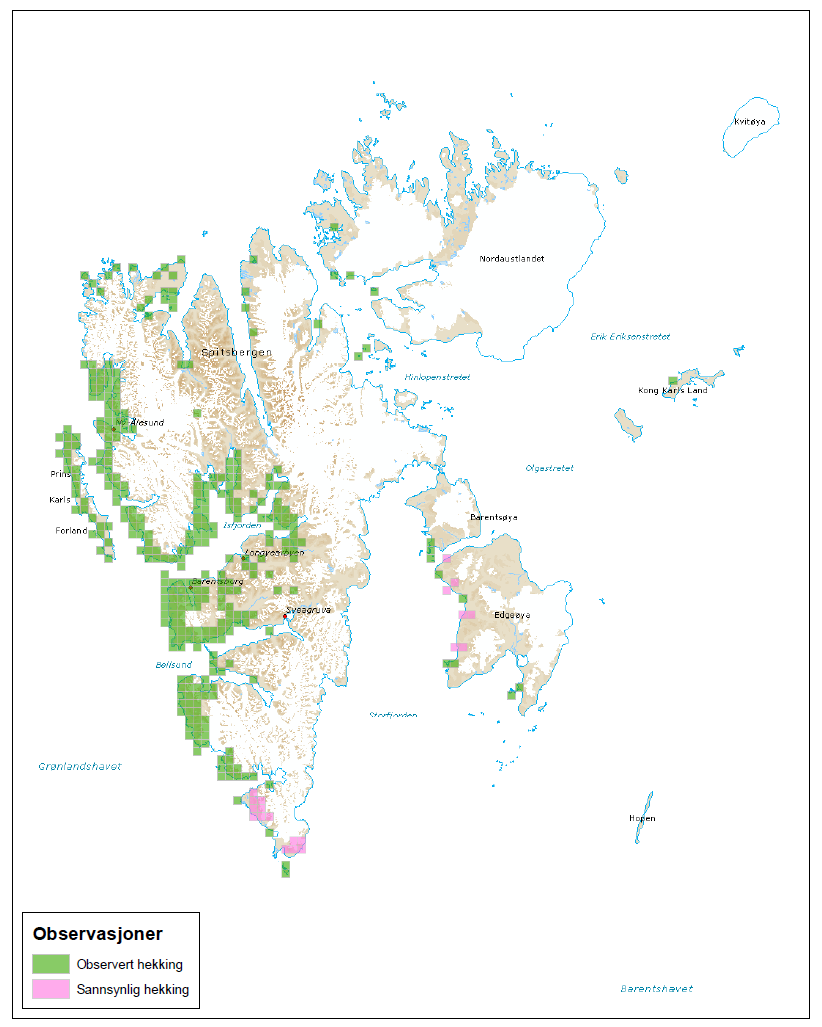 Kvitøya
Nordaustlandet
Erik Eriksenstretet
Spitsbergen
Hinlopenstretet
Kong Karls Land
Ny-Ålesund
Olgastretet
Prins
Karls
Forland
Barentsøya
Isfjorden
Longyearbyen
Barentsburg
Sveagruva
Edgeøya
Bellsund
Storfjorden
Grønlandshavet
Hopen
Observasjoner
Observert hekking
Sannsynlig hekking
Barentshavet